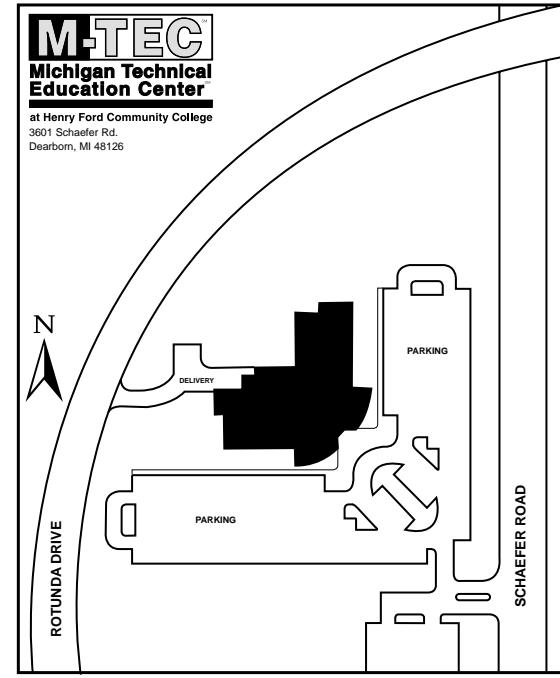 M-TEC SM
Michigan Technical
Education Center
at Henry Ford Community College
3601 Schaefer Rd.
Dearborn, MI 48126
N
PARKING
DELIVERY
PARKING
ROTUNDA DRIVE
SCHAEFER ROAD